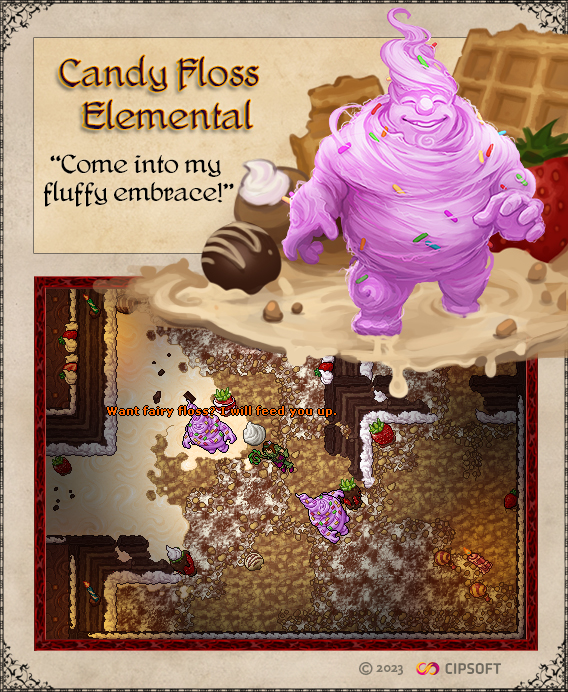 Candy Floss
Elemental
“Come into my
fluffy embrace!”
Want fairy floss? I will feed you up.
© 2023 CIPSOFT